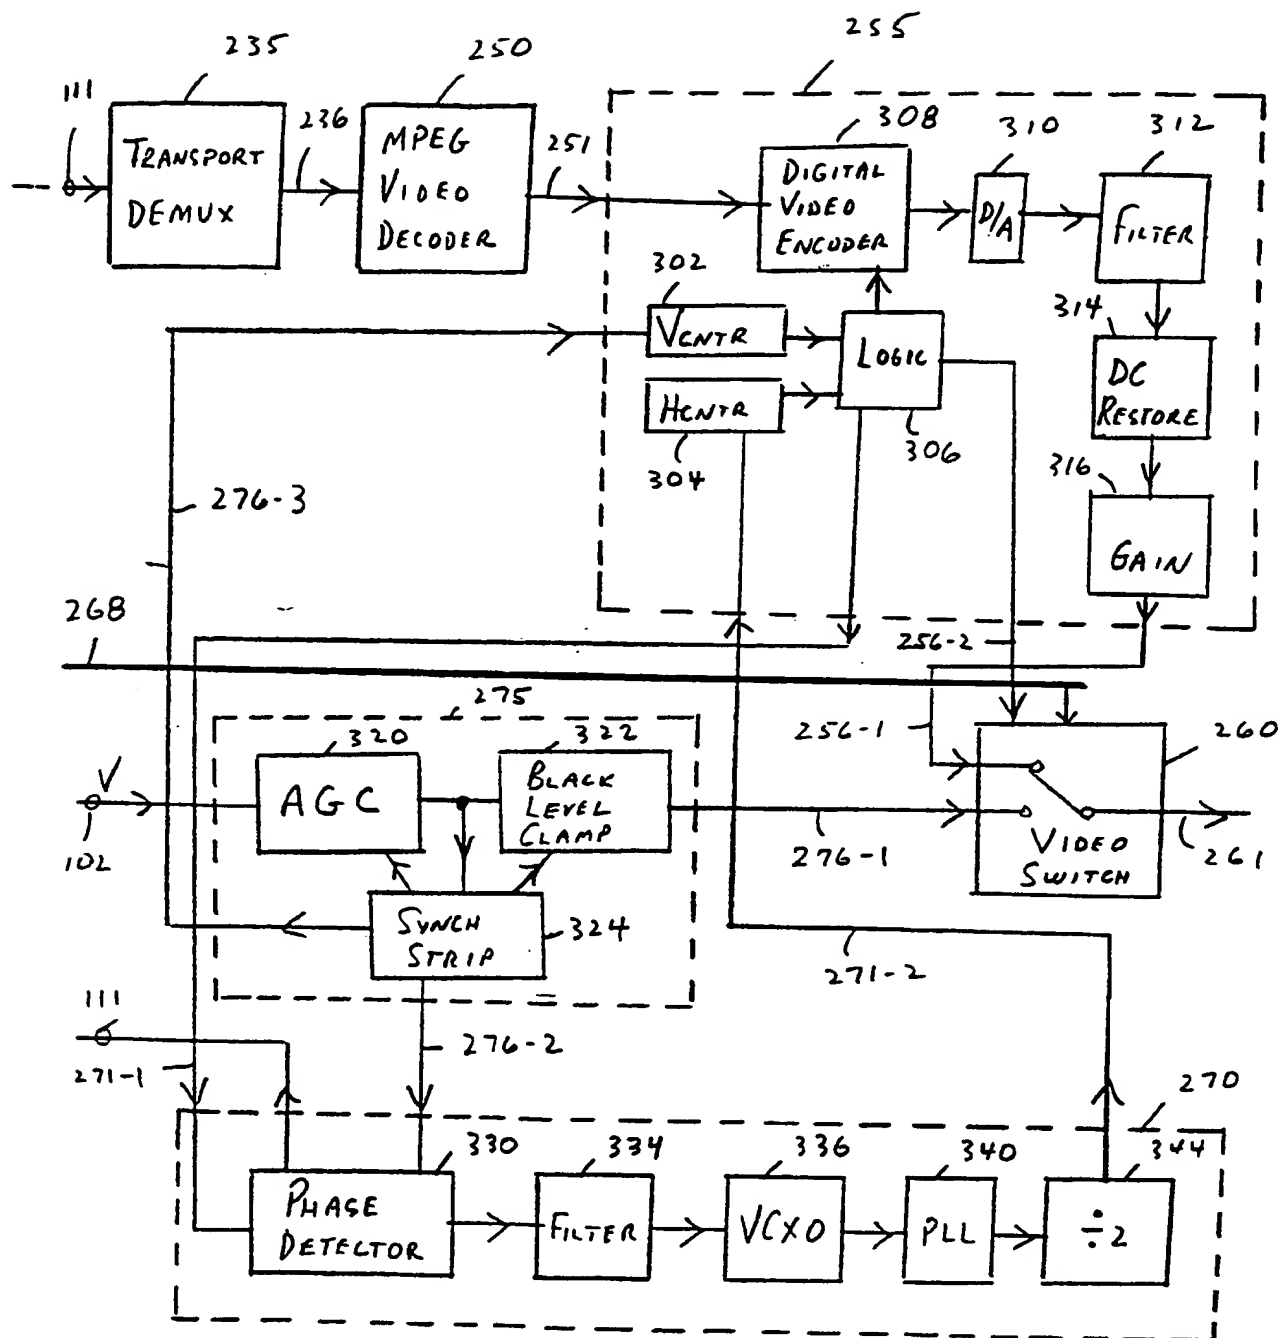 255
235
250
111
236
251
308
310
312
TRANSPORT
DEMUX
MPEG
VIDEO
DECODER
DIGITAL
VIDEO
ENCODER
D/A
FILTER
302
314
VCNTR
LOGIC
DC
RESTORE
HCNTR
304
306
316
276-3
GAIN
268
256-2
275
256-1
260
320
322
V
AGC
BLACK
LEVEL
CLAMP
102
276-1
VIDEO
SWITCH
261
SYNCH
STRIP
324
271-2
111
276-2
271-1
270
330
334
336
340
344
PHASE
DETECTOR
FILTER
VCXO
PLL
÷2